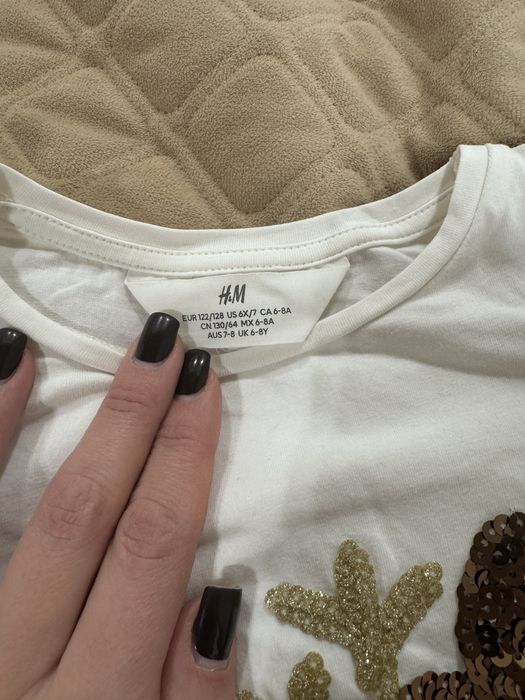 H&M
EUR 122/128 US 6X/7 CA 6-8A
CN 130/64 MX 6-8A
AUS 7-8 UK 6-8Y